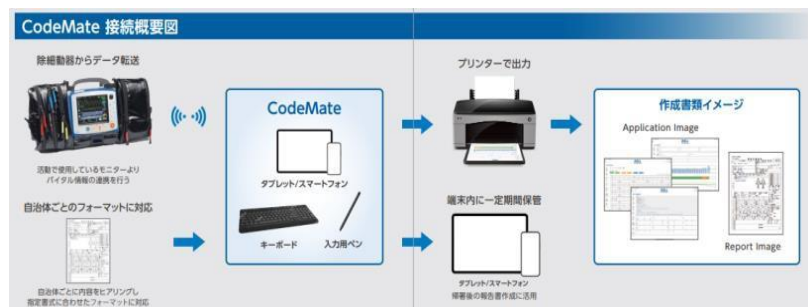 CodeMate 接続概要図
除細動器からデータ転送
活動で使用しているモニターより
バイタル情報の連携を行う
自治体ごとのフォーマットに対応
自治体ごとに内容をヒアリングし
指定書式に合わせたフォーマットに対応
CodeMate
タブレット/スマートフォン
キーボード
入力用ペン
プリンターで出力
端末内に一定期間保管
タブレット/スマートフォン
帰署後の報告書作成に活用
作成書類イメージ
Application Image
Report Image